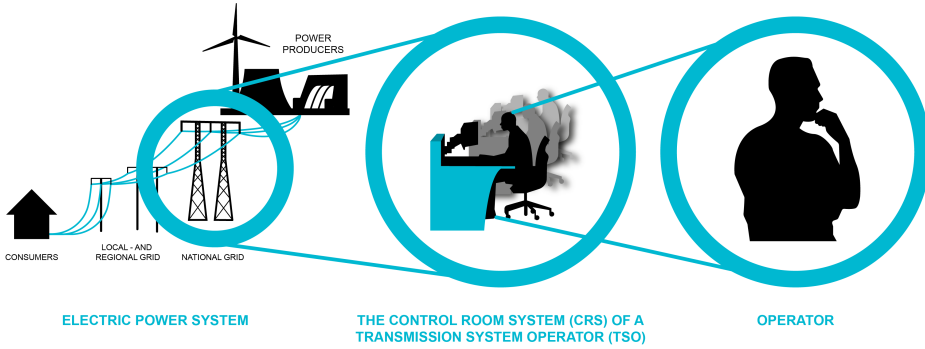 POWER
PRODUCERS
CONSUMERS
LOCAL - AND
REGIONAL GRID
NATIONAL GRID
ELECTRIC POWER SYSTEM
THE CONTROL ROOM SYSTEM (CRS) OF A
TRANSMISSION SYSTEM OPERATOR (TSO)
OPERATOR